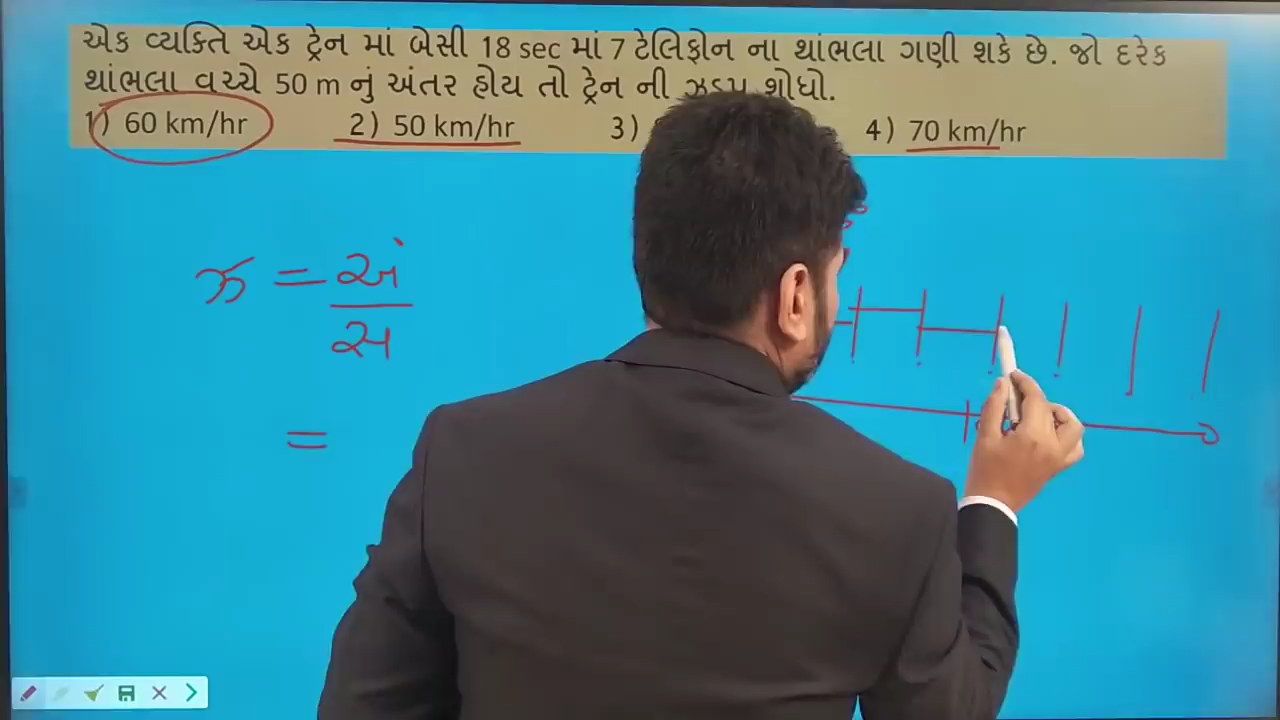 એક વ્યક્તિ એક ટ્રેન માં બેસી 18 sec માં 7 ટેલિફોન ના થાંભલા ગણી શકે છે. જો દરેક
થાંભલા વચ્ચે 50 m નું અંતર હોય તો ટ્રેન ની ઝડપ શોધો.
1) 60 km/hr 2) 50 km/hr 3) 4) 70 km/hr
ઝ = અં
સ
=